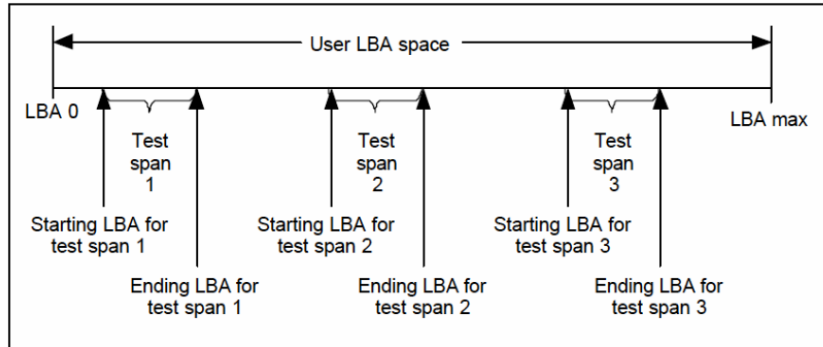 User LBA space
LBA 0
LBA max
Test
span
1
Test
span
2
Test
span
3
Starting LBA for
test span 1
Starting LBA for
test span 2
Starting LBA for
test span 3
Ending LBA for
test span 1
Ending LBA for
test span 2
Ending LBA for
test span 3